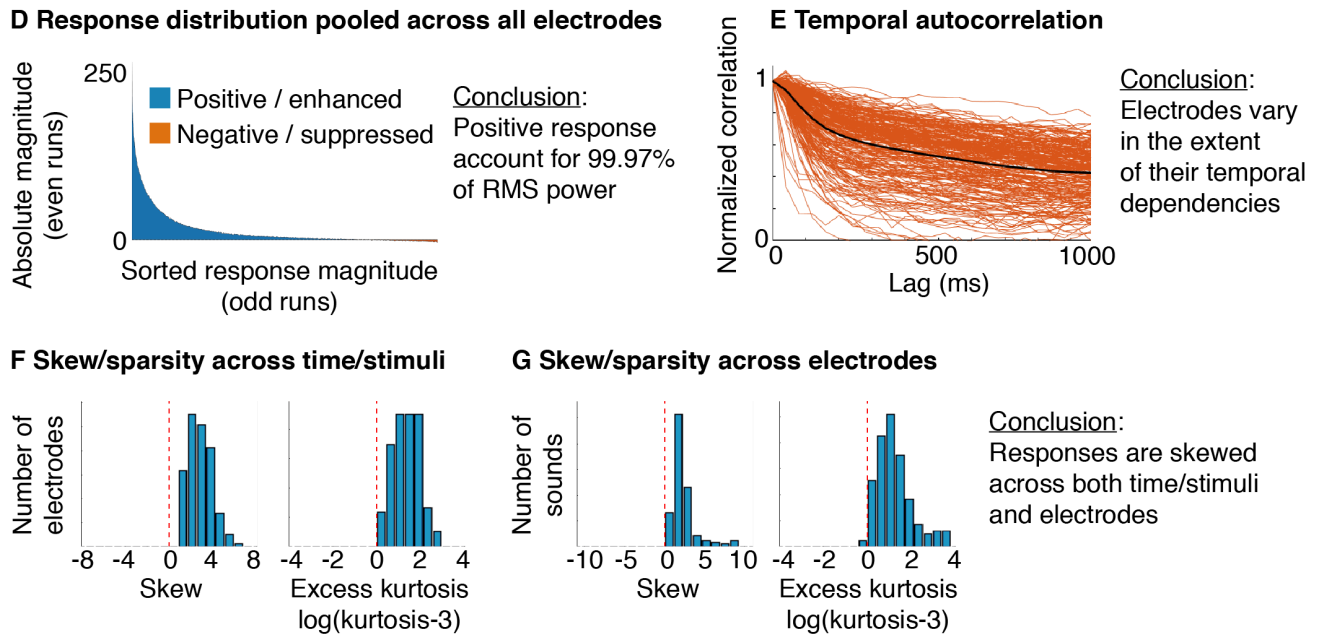 D Response distribution pooled across all electrodes
Absolute magnitude
(even runs)
250
0
Positive / enhanced
Negative / suppressed
Sorted response magnitude
(odd runs)
Conclusion:
Positive response
account for 99.97%
of RMS power
E Temporal autocorrelation
Normalized correlation
1
0
0 500 1000
Lag (ms)
Conclusion:
Electrodes vary
in the extent
of their temporal
dependencies
F Skew/sparsity across time/stimuli
Number of
electrodes
-8 -4 0 4 8
Skew
-4 -2 0 2 4
Excess kurtosis
log(kurtosis-3)
G Skew/sparsity across electrodes
Number of
sounds
-10 -5 0 5 10
Skew
-4 -2 0 2 4
Excess kurtosis
log(kurtosis-3)
Conclusion:
Responses are skewed
across both time/stimuli
and electrodes